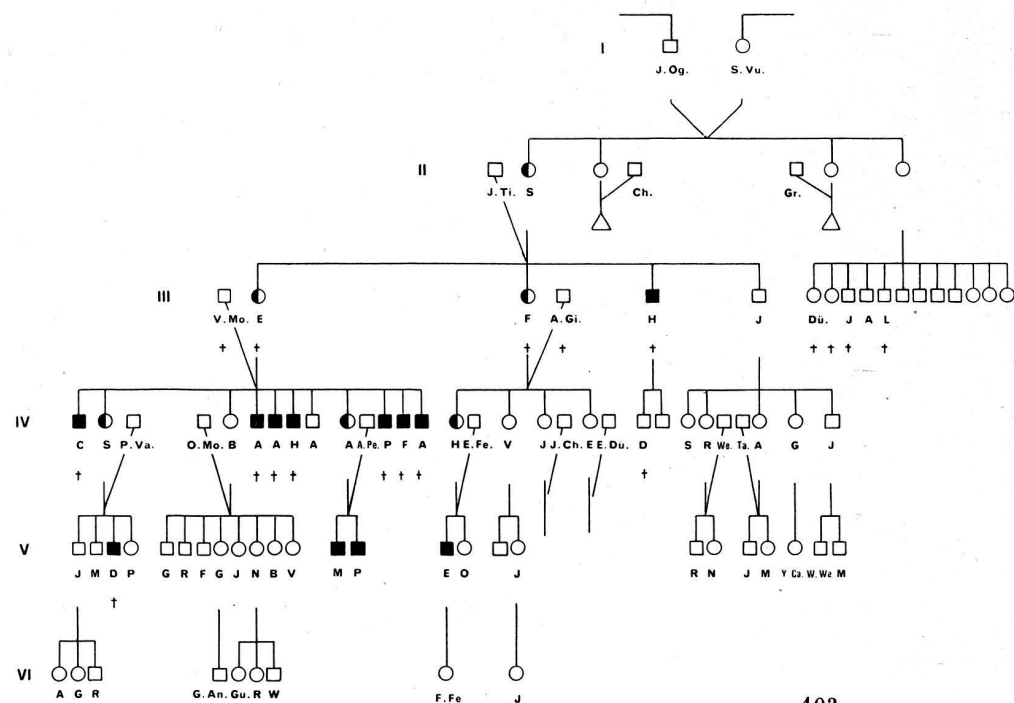 I
J.Og. S.Vu.
II
J.Ti. S Ch. Gr.
III
V.Mo. E F A.Gi. H J Dü. J A L
† † † † † † † † †
IV
C S P.Va. O.Mo. B A A H A A A.Pe. P F A H E.Fe. V J J.Ch. E E.Dü. D S R We. Ta. A G J
† † † † † † † †
V
J M D P G R F G J N B V M P E O J R N J M Y Ca. W. We M
†
VI
A G R G.An. Gu. R W F.Fe J